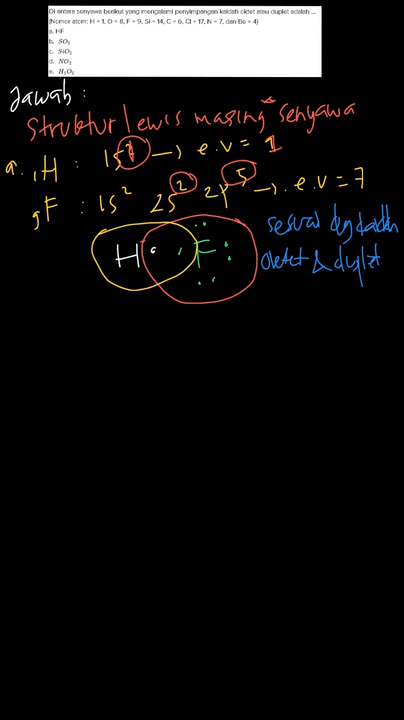 Di antara senyawa berikut yang mengalami penyimpangan kaidah oktet atau duplet adalah ...
(Nomor atom: H = 1, O = 8, F = 9, Si = 14, C = 6, Cl = 17, N = 7, dan Be = 4)
a. HF
b. SO₂
c. SiO₂
d. NO₂
e. H₂O₂
Jawab :
Struktur lewis masing² senyawa
a. ₁H : 1s¹ → e.v = 1
₉F : 1s² 2s² 2p⁵ → e.v = 7
sesuai dgn kaidah
H F oktet & duplet